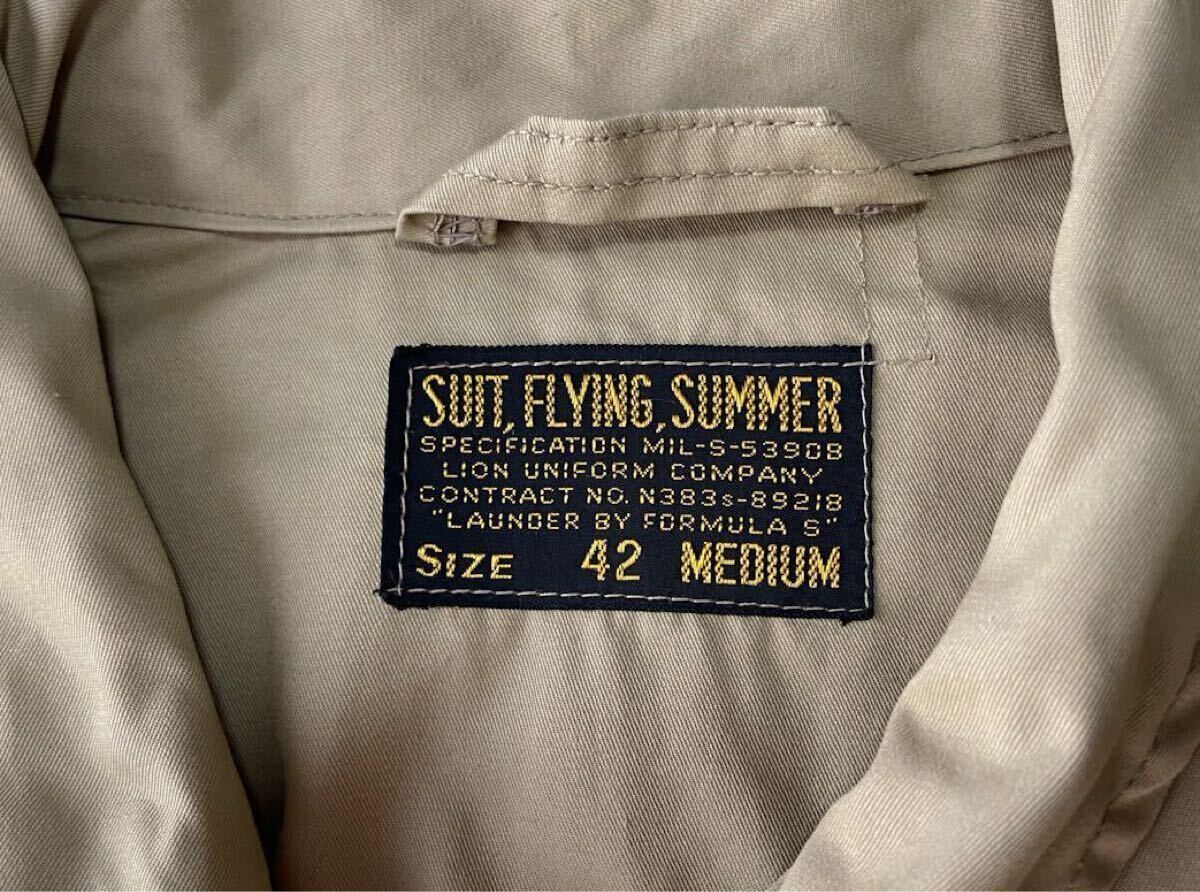 SUIT, FLYING, SUMMER
SPECIFICATION MIL-S-5390B
LION UNIFORM COMPANY
CONTRACT NO. N383s-89218
"LAUNDER BY FORMULA S"
SIZE 42 MEDIUM